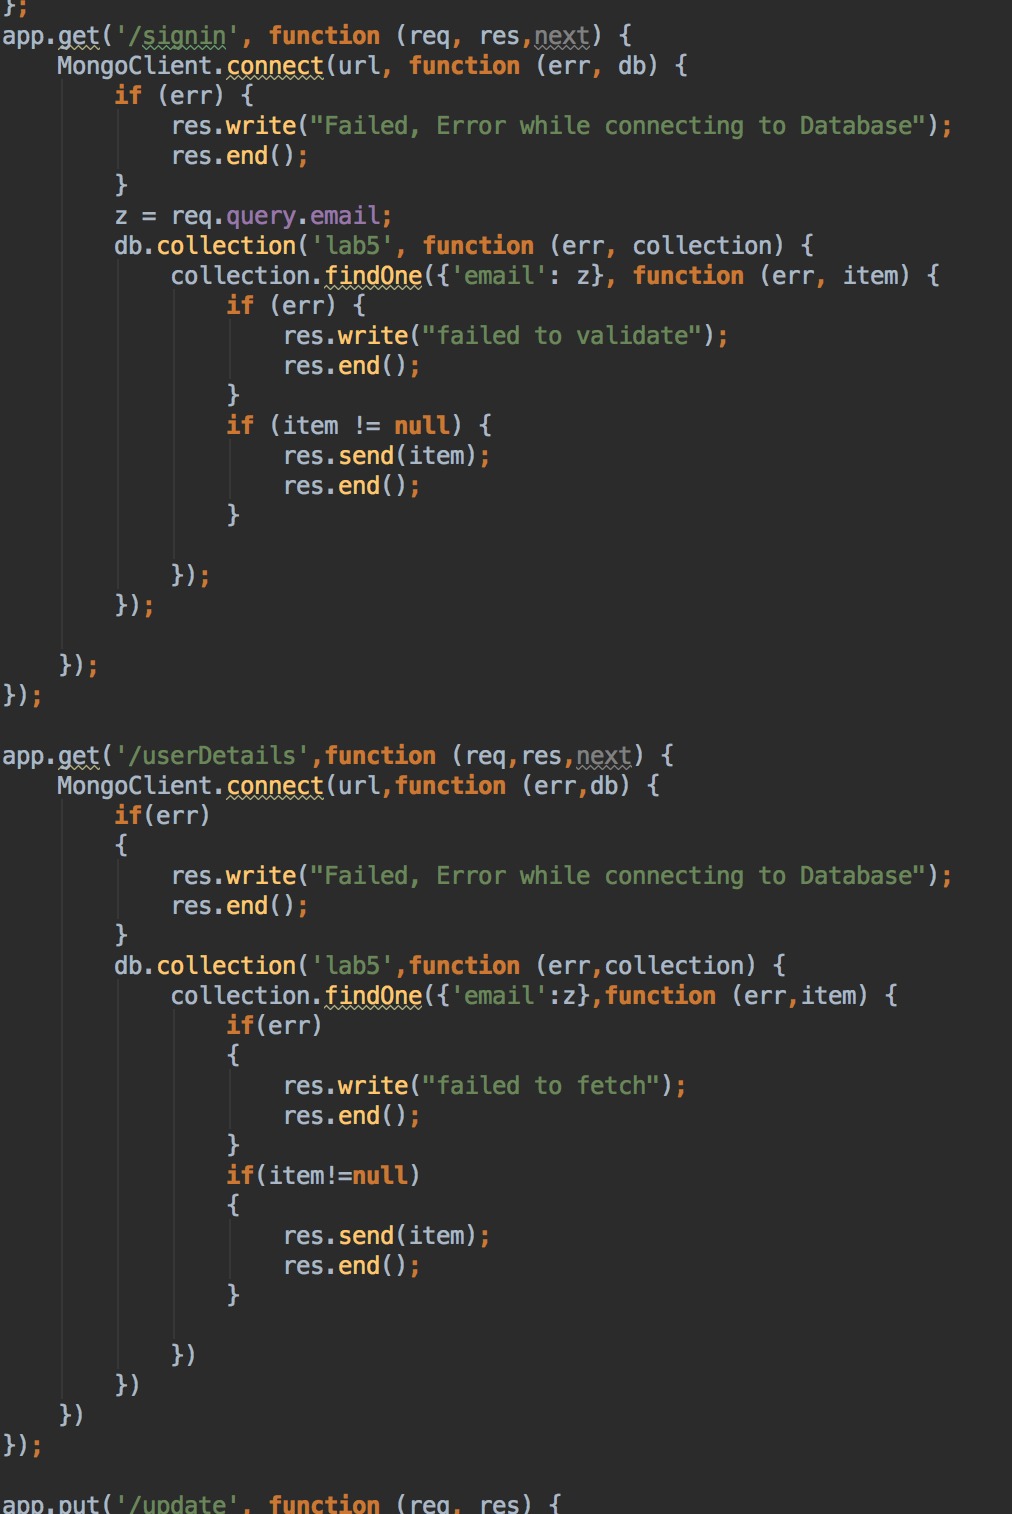 };
app.get('/signin', function (req, res,next) {
MongoClient.connect(url, function (err, db) {
if (err) {
res.write("Failed, Error while connecting to Database");
res.end();
}
z = req.query.email;
db.collection('lab5', function (err, collection) {
collection.findOne({'email': z}, function (err, item) {
if (err) {
res.write("failed to validate");
res.end();
}
if (item != null) {
res.send(item);
res.end();
}
});
});
});
});
app.get('/userDetails',function (req,res,next) {
MongoClient.connect(url,function (err,db) {
if(err)
{
res.write("Failed, Error while connecting to Database");
res.end();
}
db.collection('lab5',function (err,collection) {
collection.findOne({'email':z},function (err,item) {
if(err)
{
res.write("failed to fetch");
res.end();
}
if(item!=null)
{
res.send(item);
res.end();
}
})
})
})
});
app.put('/update', function (req, res) {